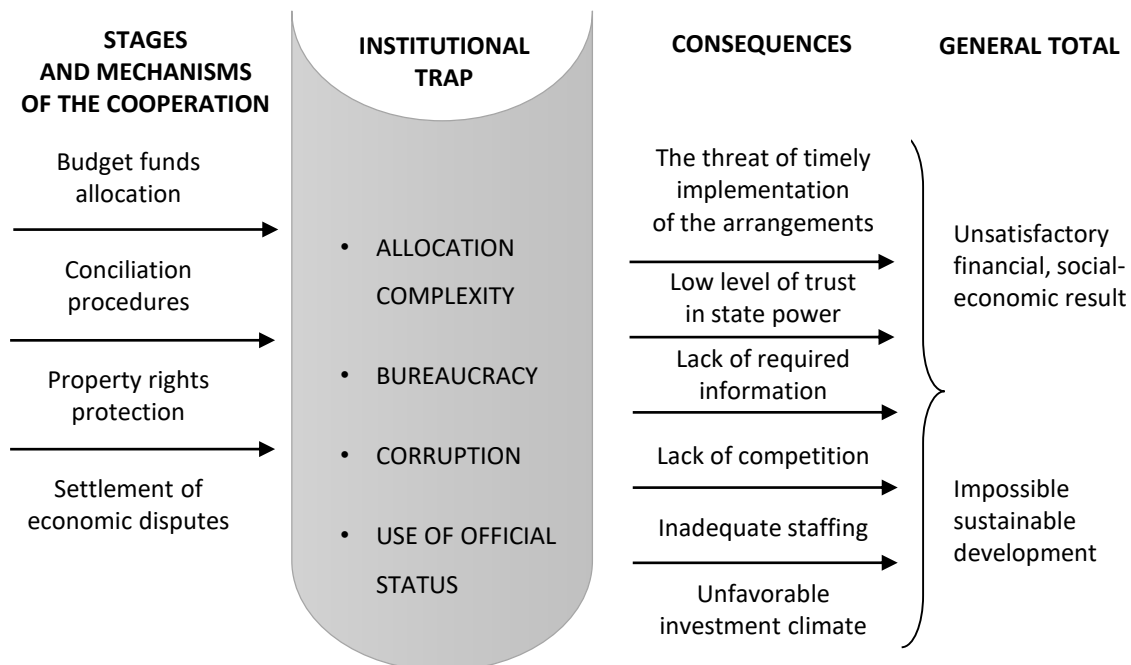 STAGES
AND MECHANISMS
OF THE COOPERATION
Budget funds
allocation
Conciliation
procedures
Property rights
protection
Settlement of
economic disputes
INSTITUTIONAL
TRAP
• ALLOCATION
COMPLEXITY
• BUREAUCRACY
• CORRUPTION
• USE OF OFFICIAL
STATUS
CONSEQUENCES
The threat of timely
implementation
of the arrangements
Low level of trust
in state power
Lack of required
information
Lack of competition
Inadequate staffing
Unfavorable
investment climate
GENERAL TOTAL
Unsatisfactory
financial, social-
economic result
Impossible
sustainable
development